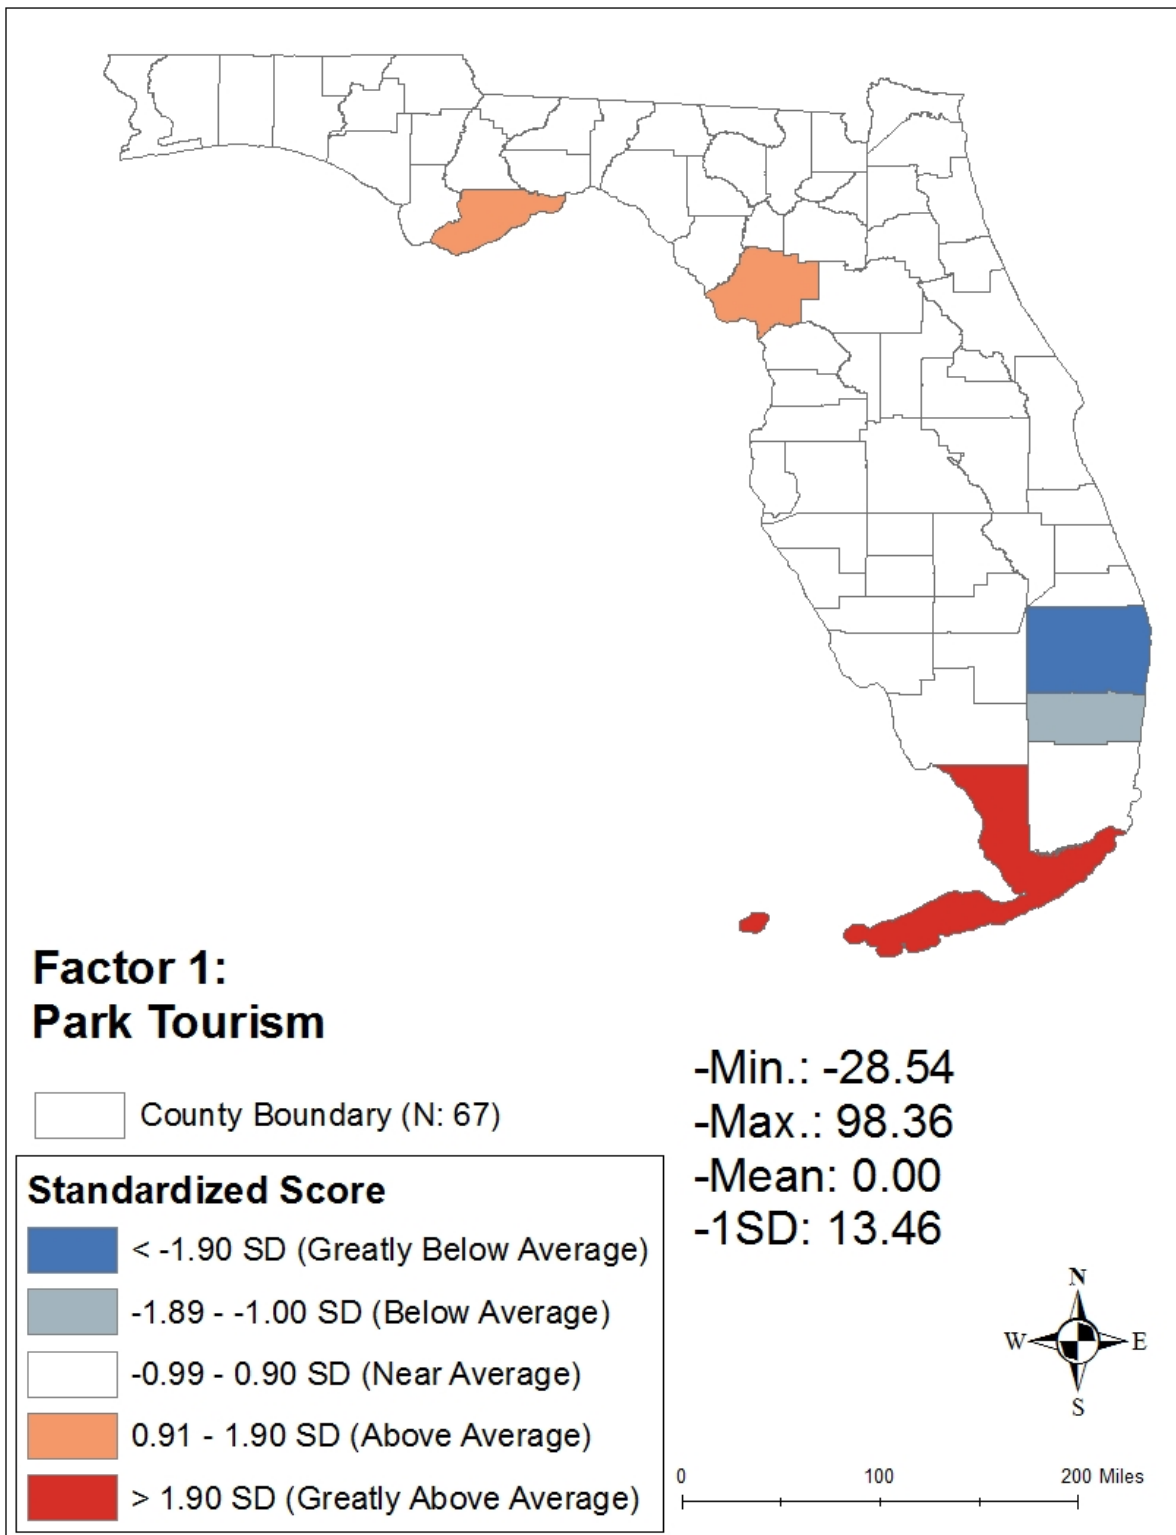 Factor 1:
Park Tourism
County Boundary (N: 67)
Standardized Score
< -1.90 SD (Greatly Below Average)
-1.89 - -1.00 SD (Below Average)
-0.99 - 0.90 SD (Near Average)
0.91 - 1.90 SD (Above Average)
> 1.90 SD (Greatly Above Average)
-Min.: -28.54
-Max.: 98.36
-Mean: 0.00
-1SD: 13.46
N
W E
S
0 100 200 Miles